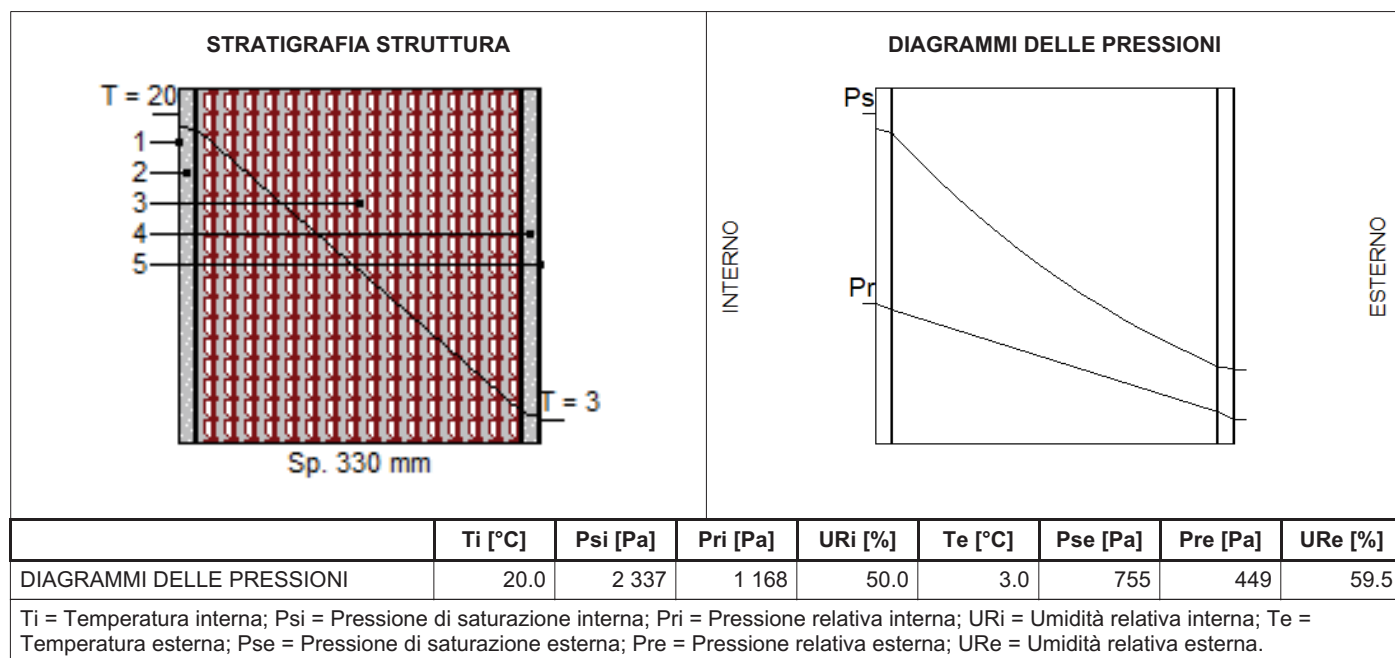 STRATIGRAFIA STRUTTURA
T = 20
1
2
3
4
5
T = 3
Sp. 330 mm
DIAGRAMMI DELLE PRESSIONI
Ps
Pr
INTERNO
ESTERNO
Ti [°C] Psi [Pa] Pri [Pa] URi [%] Te [°C] Pse [Pa] Pre [Pa] URe [%]
DIAGRAMMI DELLE PRESSIONI 20.0 2 337 1 168 50.0 3.0 755 449 59.5
Ti = Temperatura interna; Psi = Pressione di saturazione interna; Pri = Pressione relativa interna; URi = Umidità relativa interna; Te =
Temperatura esterna; Pse = Pressione di saturazione esterna; Pre = Pressione relativa esterna; URe = Umidità relativa esterna.